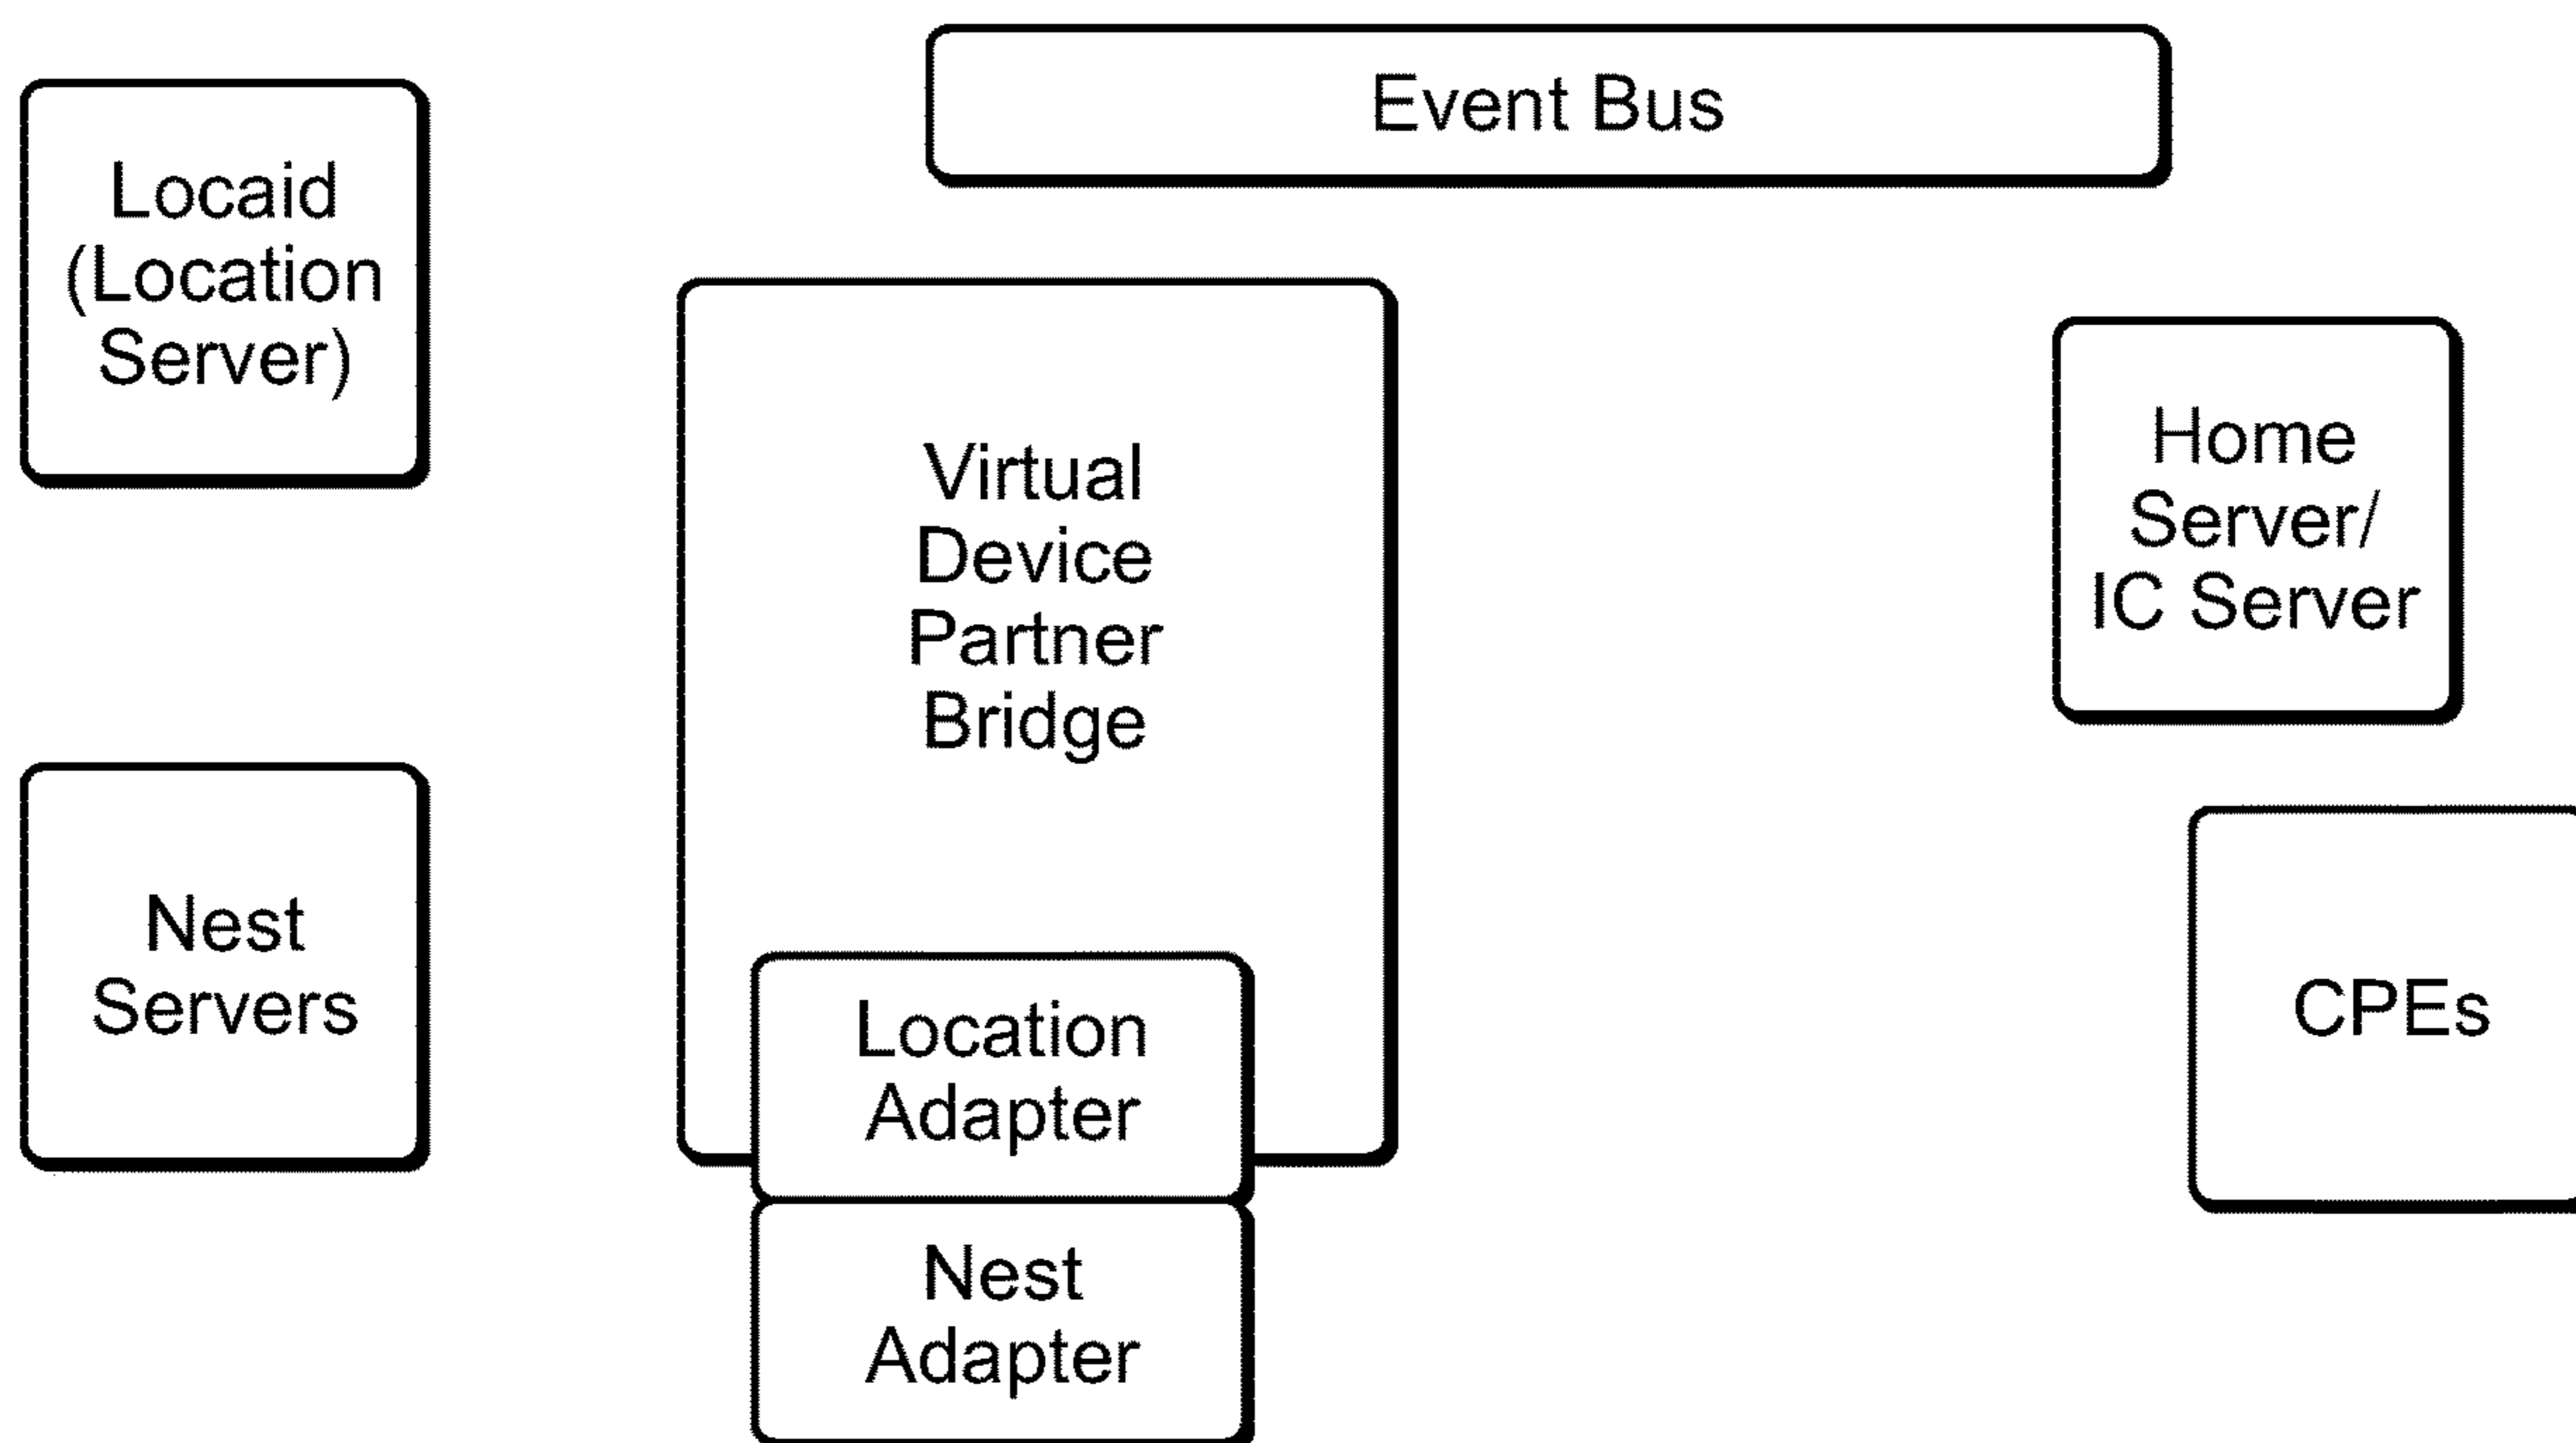 Event Bus
Locaid
(Location
Server)
Virtual
Device
Partner
Bridge
Home
Server/
IC Server
Nest
Servers
Location
Adapter
CPEs
Nest
Adapter